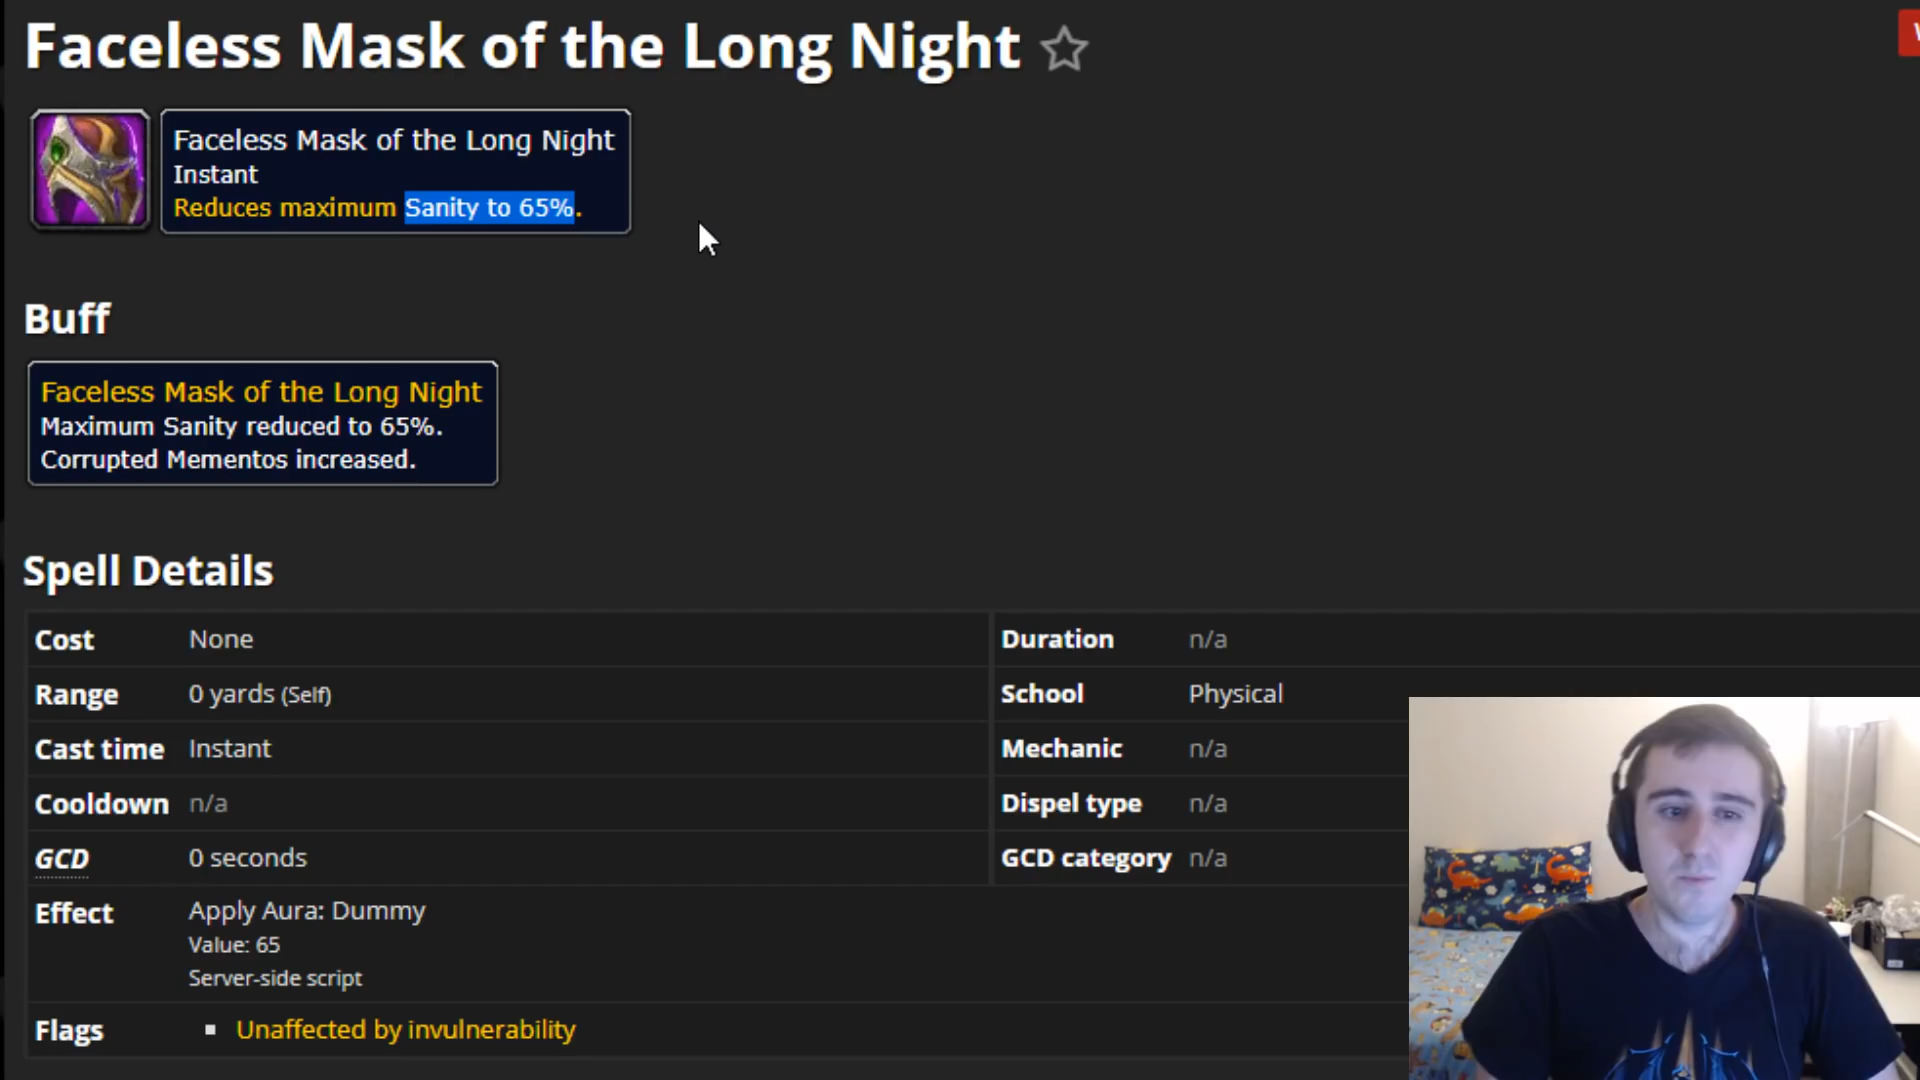 Faceless Mask of the Long Night
Faceless Mask of the Long Night
Instant
Reduces maximum Sanity to 65%.
Buff
Faceless Mask of the Long Night
Maximum Sanity reduced to 65%.
Corrupted Mementos increased.
Spell Details
Cost None
Duration n/a
Range 0 yards (Self)
School Physical
Cast time Instant
Mechanic n/a
Cooldown n/a
Dispel type n/a
GCD 0 seconds
GCD category n/a
Effect Apply Aura: Dummy
Value: 65
Server-side script
Flags ▪ Unaffected by invulnerability